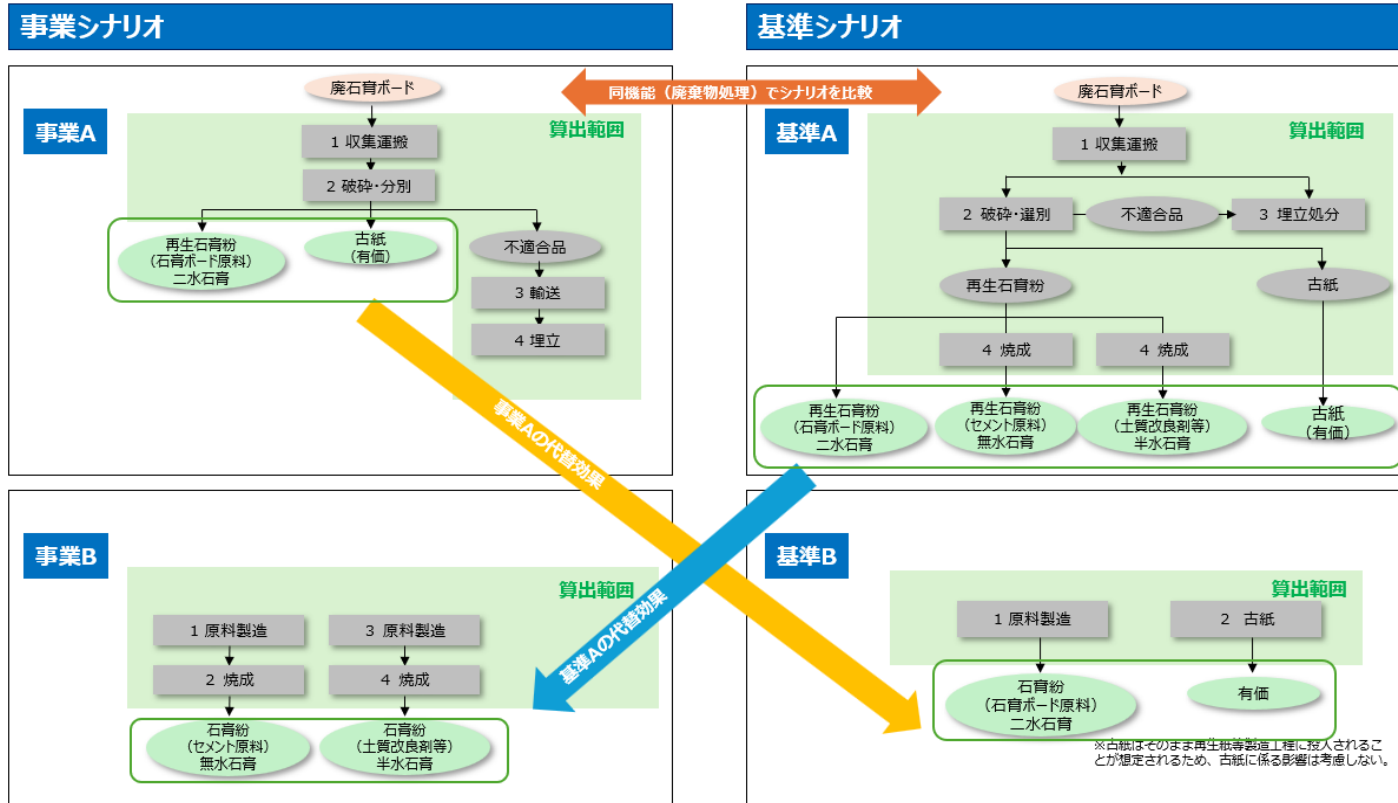 事業シナリオ
基準シナリオ
同機能（廃棄物処理）でシナリオを比較
事業A
算出範囲
廃石膏ボード
1 収集運搬
2 破砕・分別
再生石膏粉
(石膏ボード原料)
二水石膏
古紙
(有価)
不適合品
3 輸送
4 埋立
基準A
算出範囲
廃石膏ボード
1 収集運搬
2 破砕・選別
不適合品
3 埋立処分
再生石膏粉
古紙
4 焼成
4 焼成
再生石膏粉
(石膏ボード原料)
二水石膏
再生石膏粉
(セメント原料)
無水石膏
再生石膏粉
(土質改良剤等)
半水石膏
古紙
(有価)
事業Aの代替効果
基準Aの代替効果
事業B
算出範囲
1 原料製造
3 原料製造
2 焼成
4 焼成
石膏粉
(セメント原料)
無水石膏
石膏粉
(土質改良剤等)
半水石膏
基準B
算出範囲
1 原料製造
2 古紙
石膏紛
(石膏ボード原料)
二水石膏
有価
※古紙はそのまま再生紙等製造工程に投入されるこ
とが想定されるため、古紙に係る影響は考慮しない。